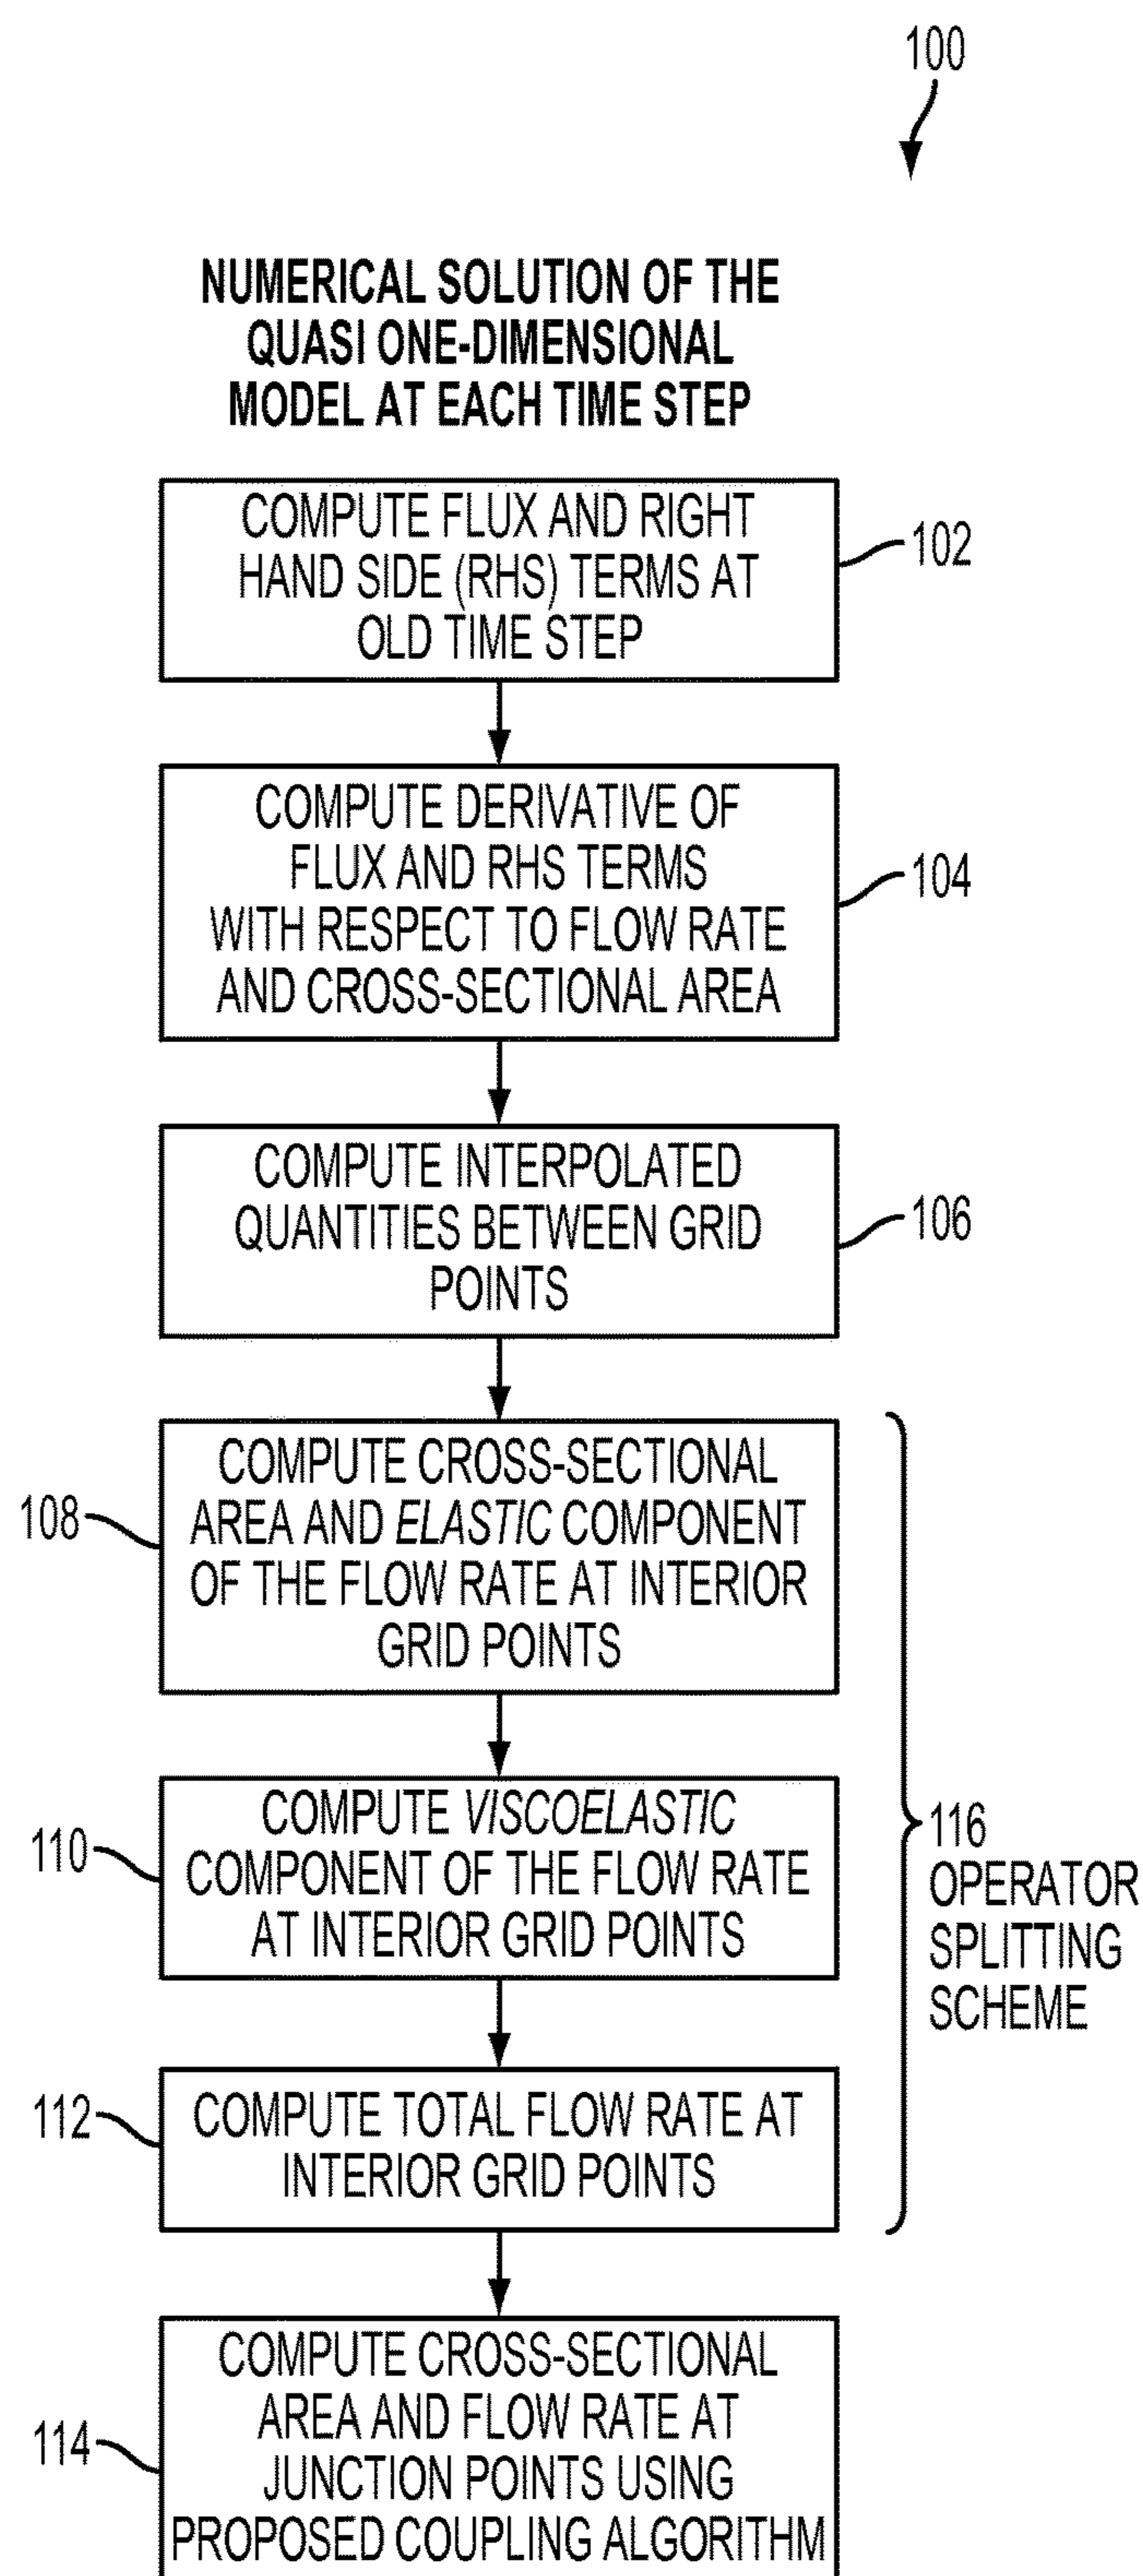 100
NUMERICAL SOLUTION OF THE
QUASI ONE-DIMENSIONAL
MODEL AT EACH TIME STEP
COMPUTE FLUX AND RIGHT
HAND SIDE (RHS) TERMS AT
OLD TIME STEP
102
COMPUTE DERIVATIVE OF
FLUX AND RHS TERMS
WITH RESPECT TO FLOW RATE
AND CROSS-SECTIONAL AREA
104
COMPUTE INTERPOLATED
QUANTITIES BETWEEN GRID
POINTS
106
108
COMPUTE CROSS-SECTIONAL
AREA AND ELASTIC COMPONENT
OF THE FLOW RATE AT INTERIOR
GRID POINTS
110
COMPUTE VISCOELASTIC
COMPONENT OF THE FLOW RATE
AT INTERIOR GRID POINTS
116
OPERATOR
SPLITTING
SCHEME
112
COMPUTE TOTAL FLOW RATE AT
INTERIOR GRID POINTS
114
COMPUTE CROSS-SECTIONAL
AREA AND FLOW RATE AT
JUNCTION POINTS USING
PROPOSED COUPLING ALGORITHM